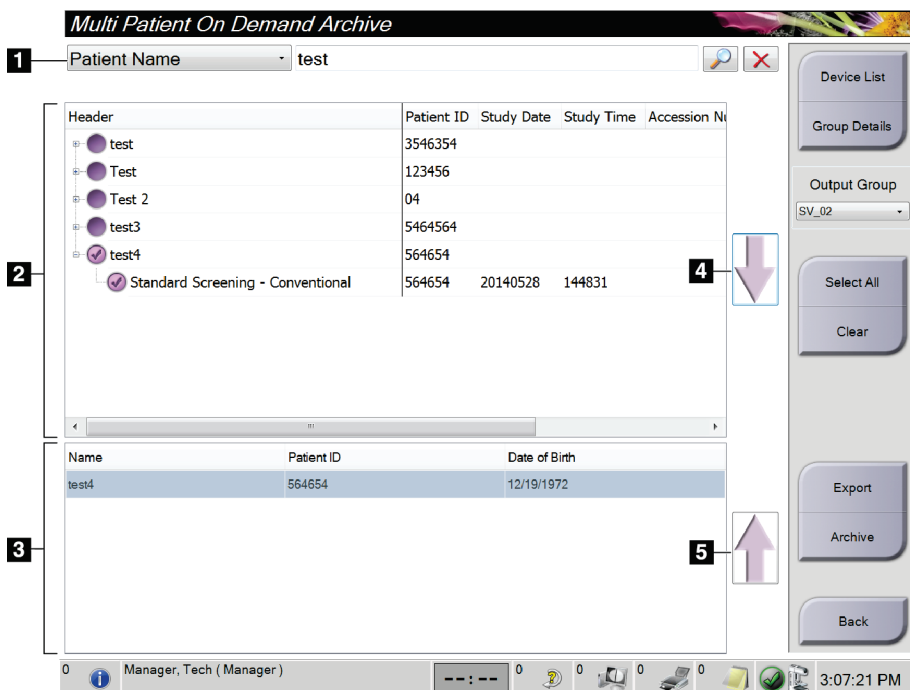 Multi Patient On Demand Archive
1 Patient Name test
Device List
Group Details
Output Group
SV_02
Select All
Clear
Export
Archive
Back
2
Header Patient ID Study Date Study Time Accession Nu
test 3546354
Test 123456
Test 2 04
test3 5464564
test4 564654
Standard Screening - Conventional 564654 20140528 144831
4
3
Name Patient ID Date of Birth
test4 564654 12/19/1972
5
0 Manager, Tech ( Manager ) --:-- 0 0 0 0 3:07:21 PM